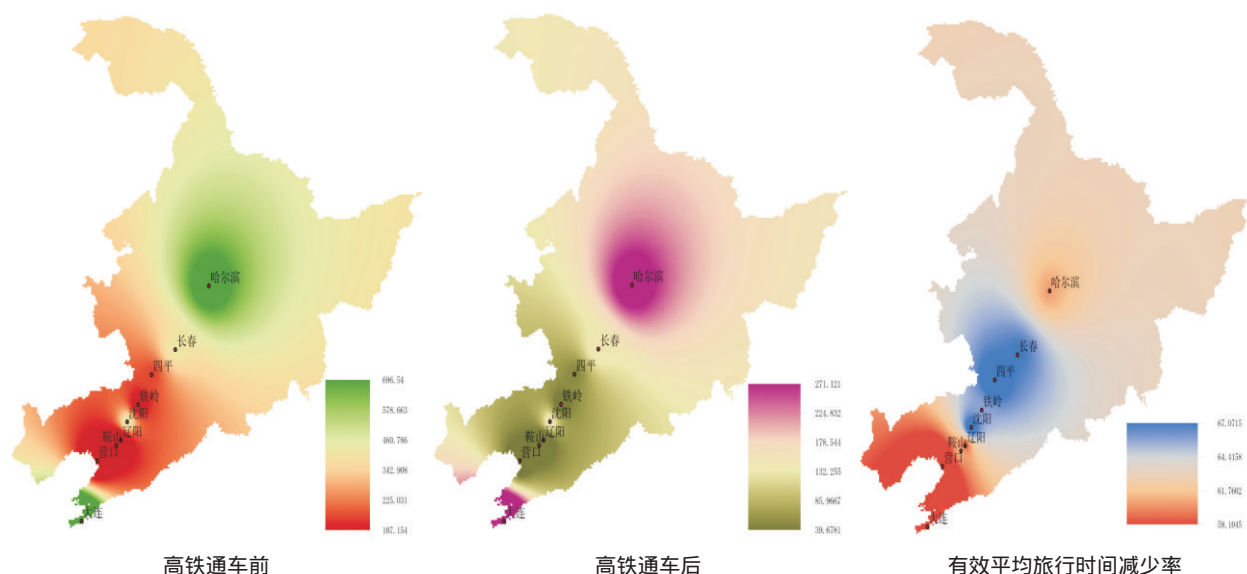 哈尔滨
长春
四平
铁岭
沈阳
辽阳
鞍山
营口
大连
696.54
578.663
460.786
342.908
225.031
107.154
高铁通车前
哈尔滨
长春
四平
铁岭
沈阳
辽阳
鞍山
营口
大连
271.121
224.832
178.544
132.255
85.9667
39.6781
高铁通车后
哈尔滨
长春
四平
铁岭
沈阳
辽阳
鞍山
营口
大连
67.0715
64.4158
61.7602
59.1045
有效平均旅行时间减少率